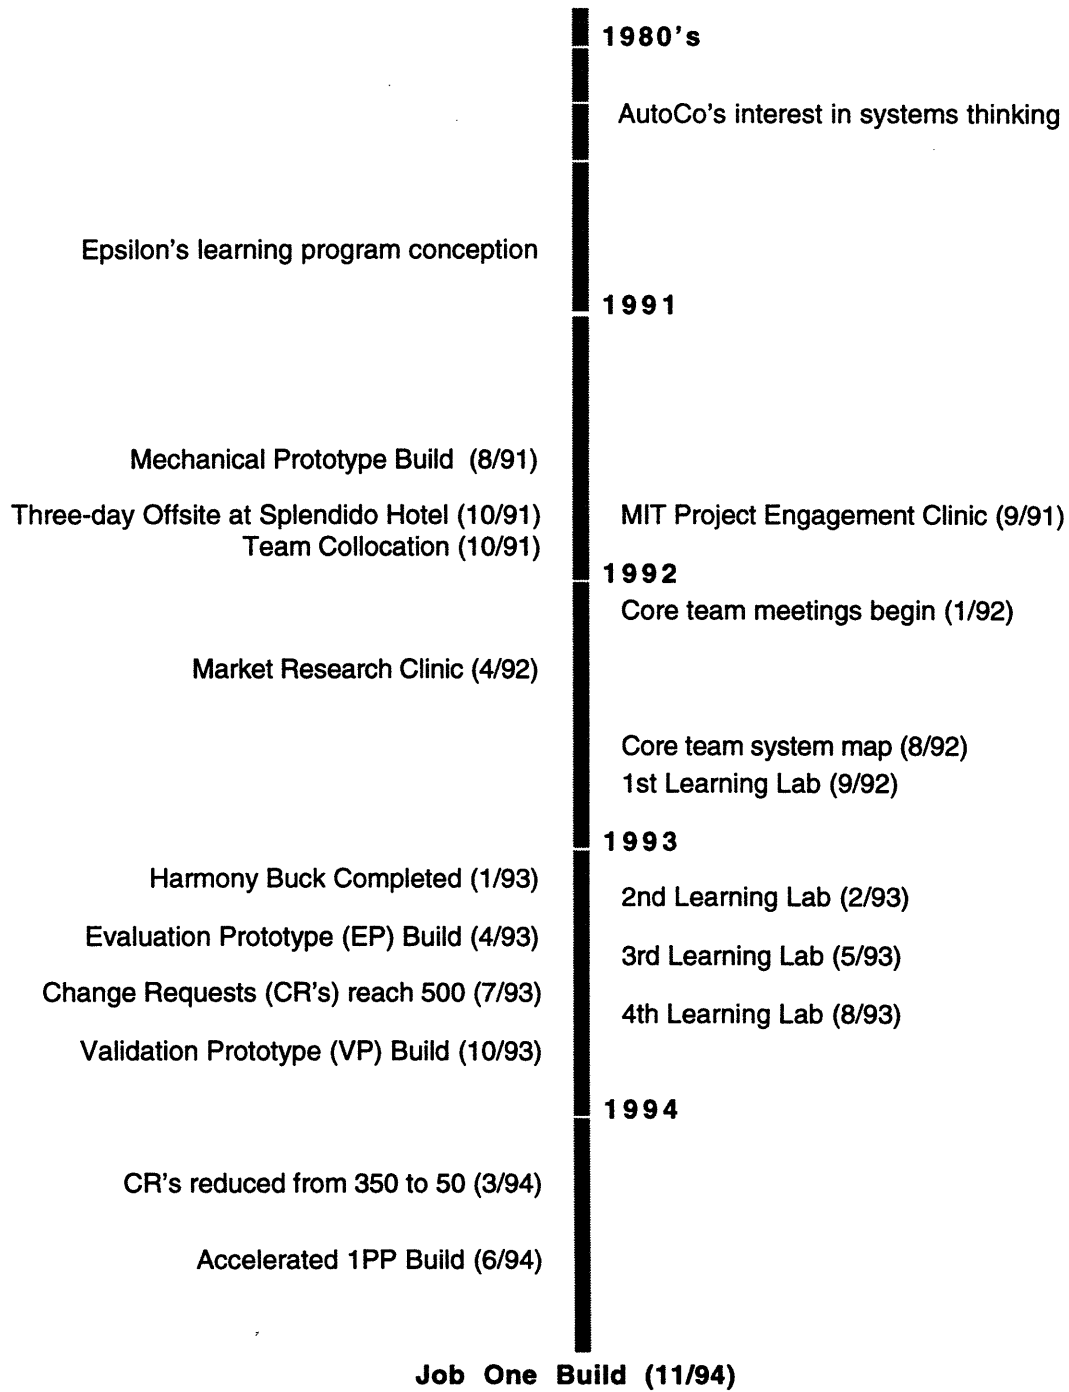 1980's
AutoCo's interest in systems thinking
Epsilon's learning program conception
1991
Mechanical Prototype Build (8/91)
Three-day Offsite at Splendido Hotel (10/91)
MIT Project Engagement Clinic (9/91)
Team Collocation (10/91)
1992
Core team meetings begin (1/92)
Market Research Clinic (4/92)
Core team system map (8/92)
1st Learning Lab (9/92)
1993
Harmony Buck Completed (1/93)
2nd Learning Lab (2/93)
Evaluation Prototype (EP) Build (4/93)
3rd Learning Lab (5/93)
Change Requests (CR's) reach 500 (7/93)
4th Learning Lab (8/93)
Validation Prototype (VP) Build (10/93)
1994
CR's reduced from 350 to 50 (3/94)
Accelerated 1PP Build (6/94)
Job One Build (11/94)